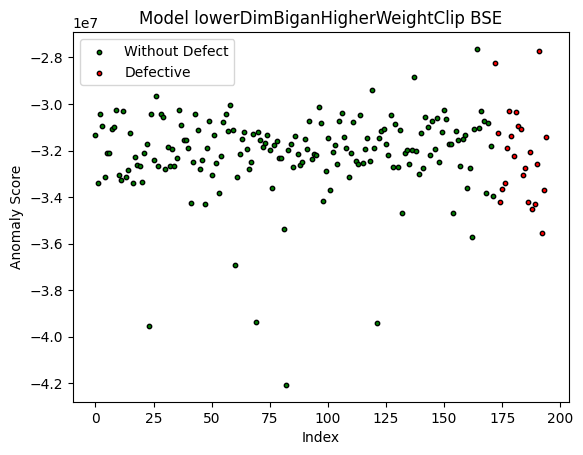 Model lowerDimBiganHigherWeightClip BSE
1e7
Without Defect
Defective
−2.8
−3.0
−3.2
−3.4
−3.6
−3.8
−4.0
−4.2
Anomaly Score
0
25
50
75
100
125
150
175
200
Index